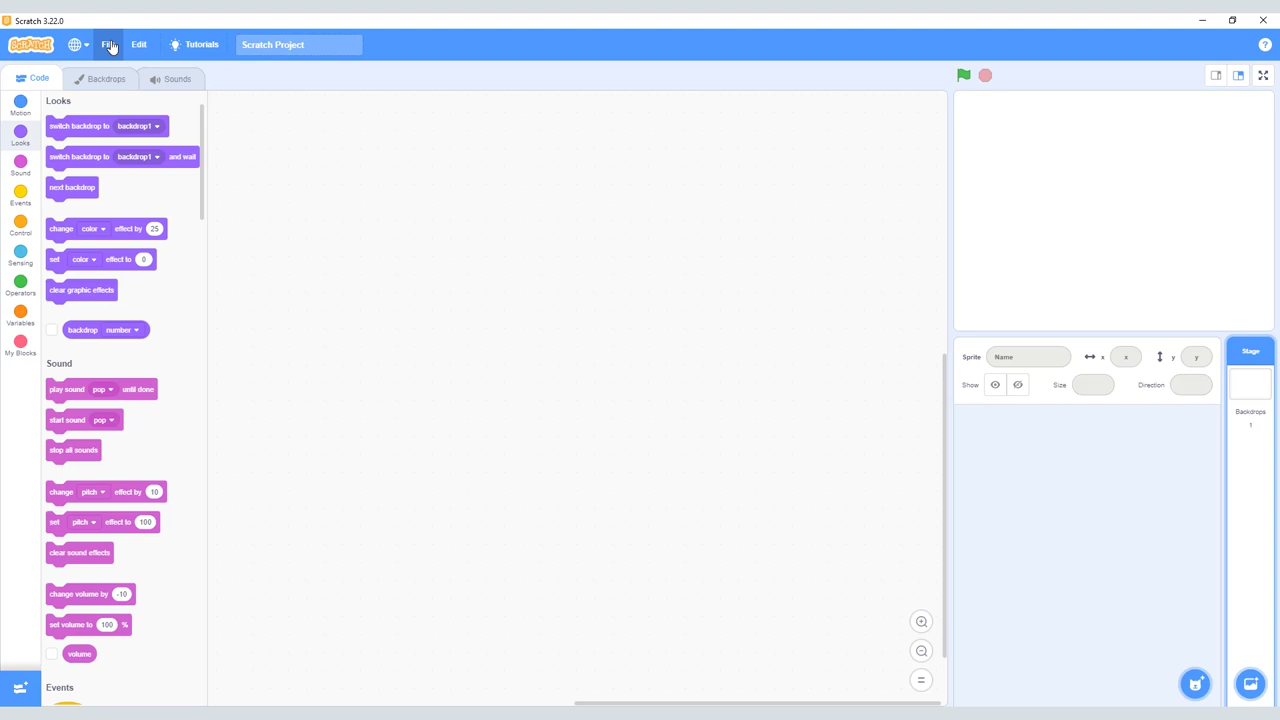 Scratch 3.22.0
SCRATCH File Edit Tutorials Scratch Project ?
Code Backdrops Sounds
Motion
Looks
Sound
Events
Control
Sensing
Operators
Variables
My Blocks
Looks
switch backdrop to backdrop1
switch backdrop to backdrop1 and wait
next backdrop
change color effect by 25
set color effect to 0
clear graphic effects
backdrop number
Sound
play sound pop until done
start sound pop
stop all sounds
change pitch effect by 10
set pitch effect to 100
clear sound effects
change volume by -10
set volume to 100 %
volume
Events
Sprite Name x x y y
Show Size Direction
Stage
Backdrops
1